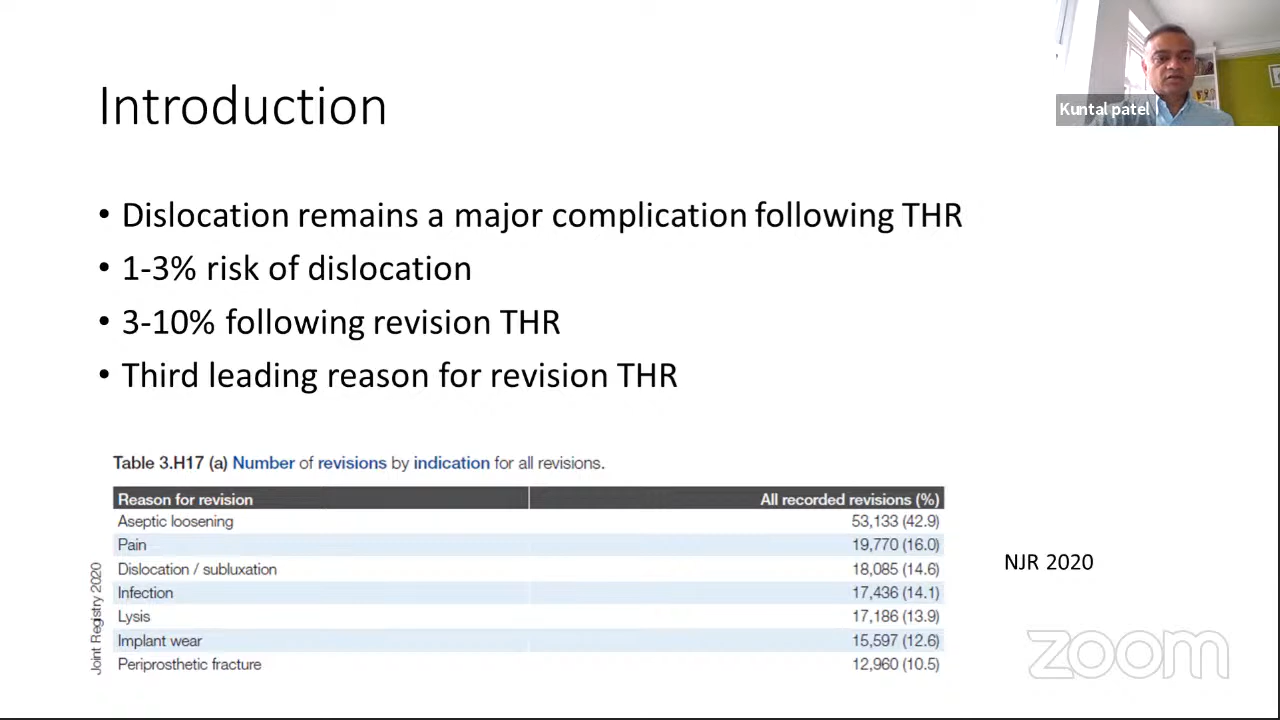 Kuntal patel
Introduction
• Dislocation remains a major complication following THR
• 1-3% risk of dislocation
• 3-10% following revision THR
• Third leading reason for revision THR
Table 3.H17 (a) Number of revisions by indication for all revisions.
Reason for revision All recorded revisions (%)
Aseptic loosening 53,133 (42.9)
Pain 19,770 (16.0)
Dislocation / subluxation 18,085 (14.6)
Infection 17,436 (14.1)
Lysis 17,186 (13.9)
Implant wear 15,597 (12.6)
Periprosthetic fracture 12,960 (10.5)
Joint Registry 2020
NJR 2020
zoom